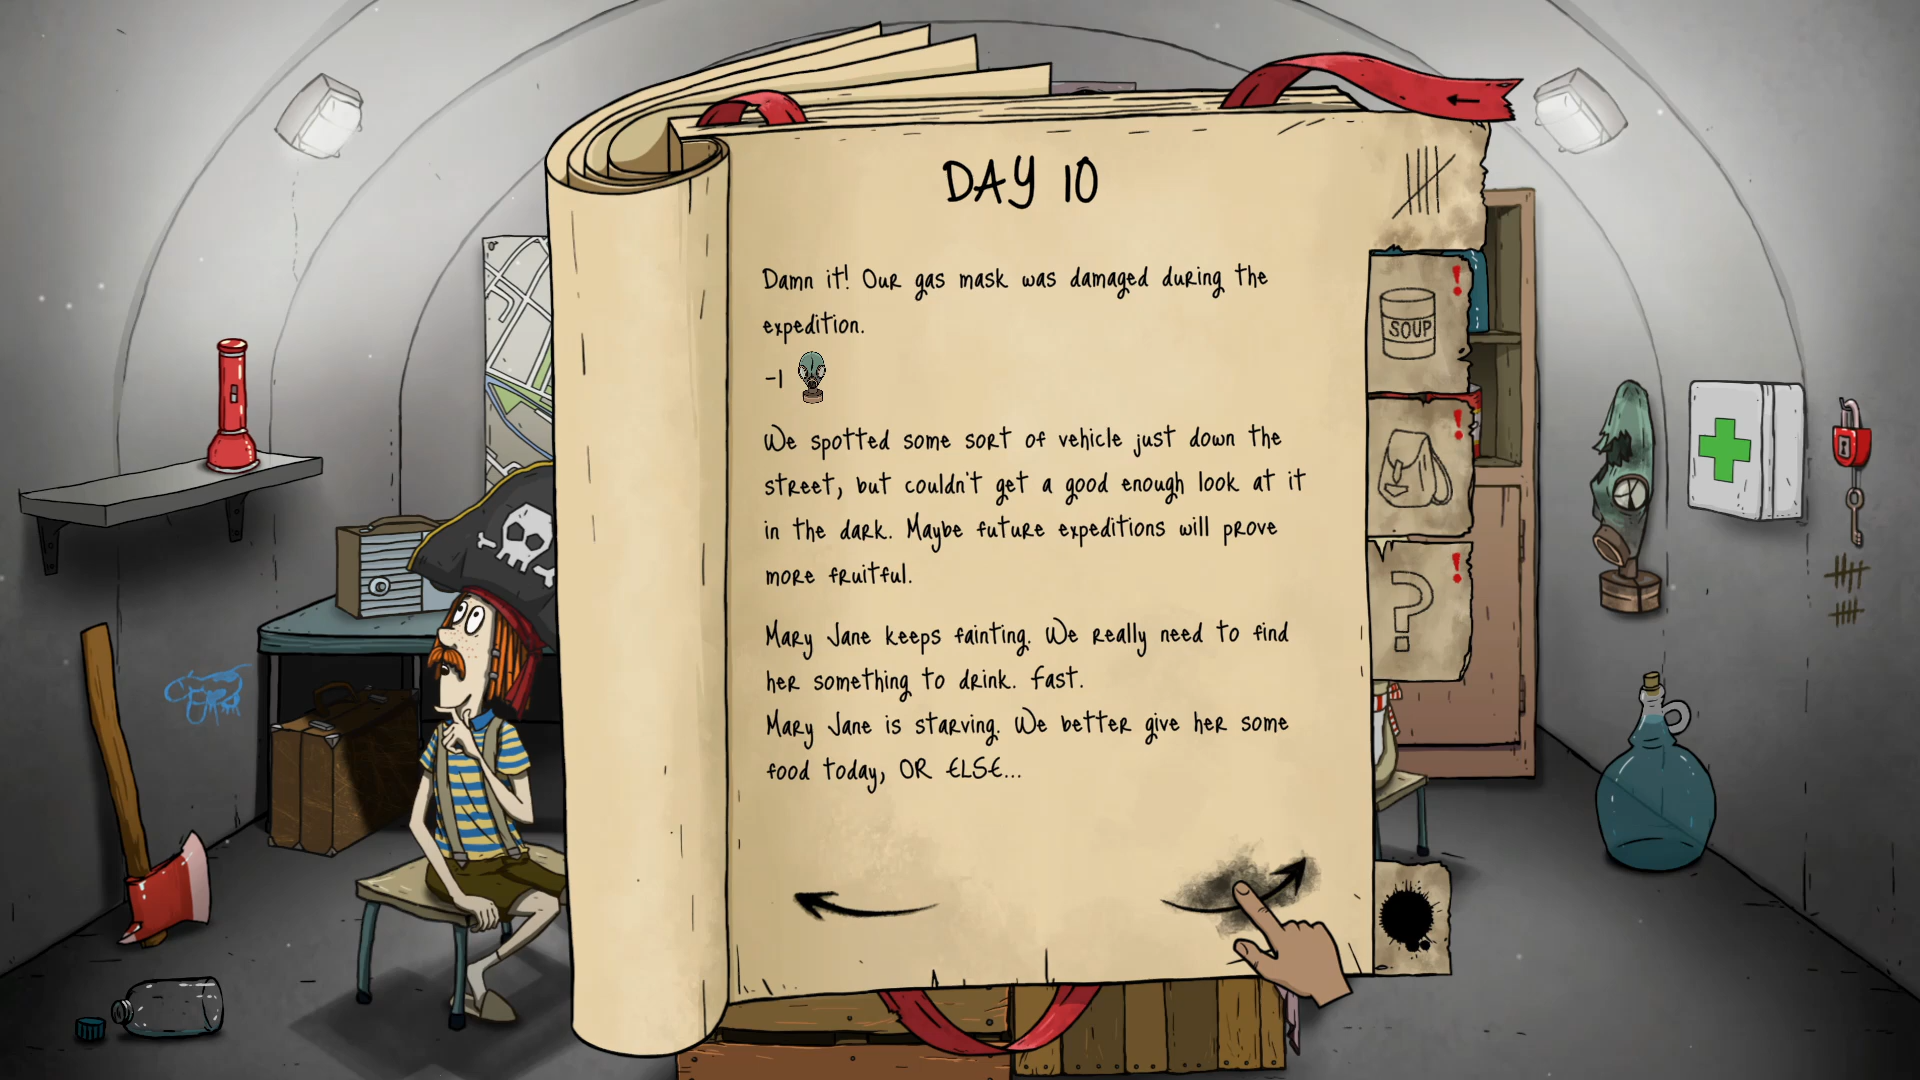 DAY 10
Damn it! Our gas mask was damaged during the
expedition.
-1
We spotted some sort of vehicle just down the
street, but couldn't get a good enough look at it
in the dark. Maybe future expeditions will prove
more fruitful.
Mary Jane keeps fainting. We really need to find
her something to drink. Fast.
Mary Jane is starving. We better give her some
food today, OR ELSE...
!
SOUP
!
!
?